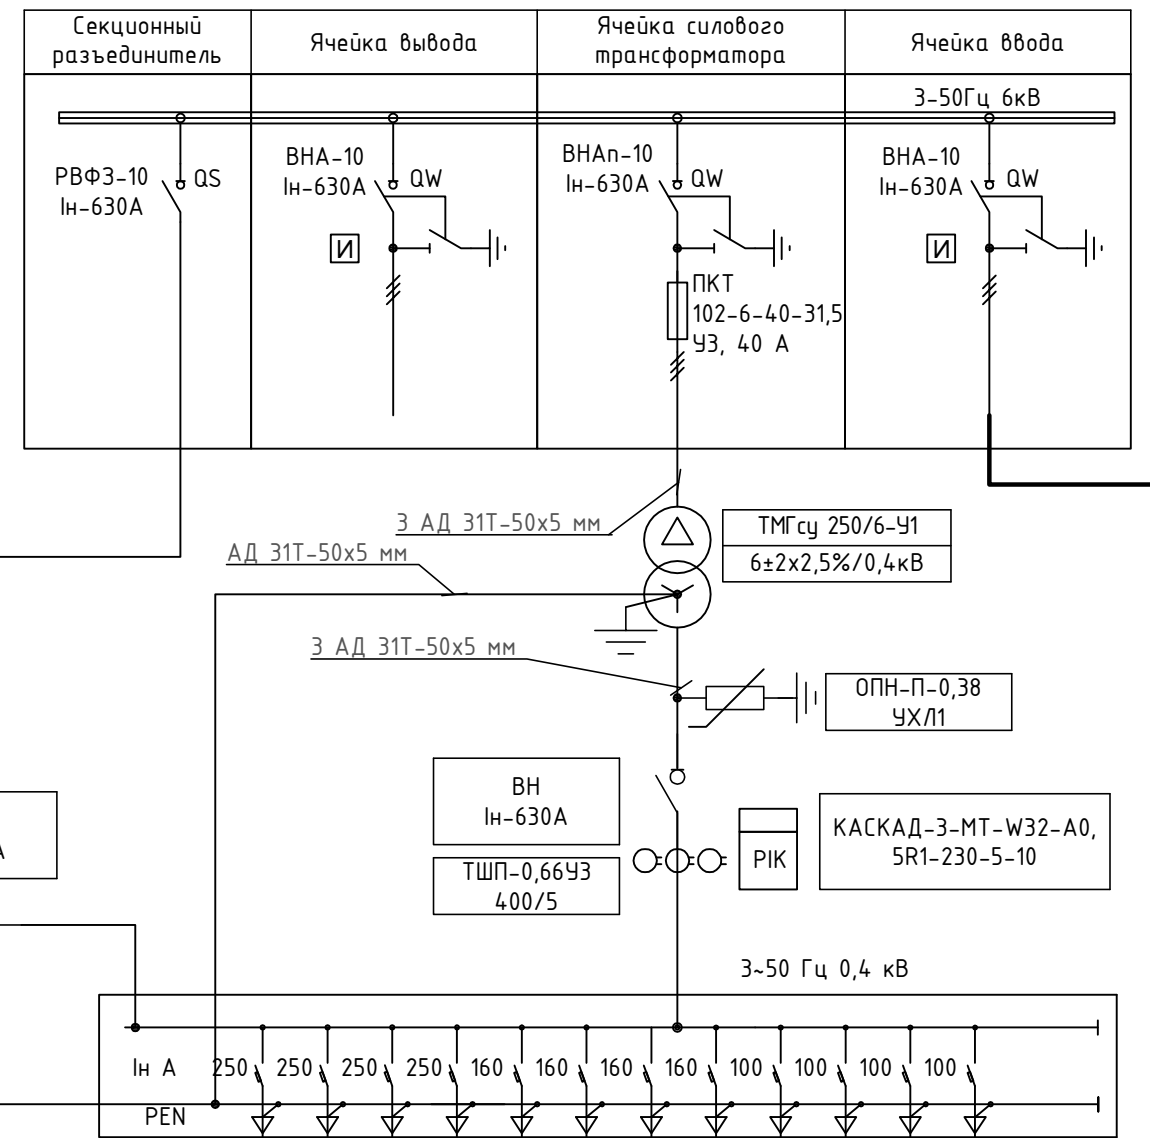 Секционный
разъединитель
Ячейка вывода
Ячейка силового
трансформатора
Ячейка ввода
3-50Гц 6кВ
РВФЗ-10
Iн-630А
QS
ВНА-10
Iн-630А
QW
И
ВНАп-10
Iн-630А
QW
ПКТ
102-6-40-31,5
У3, 40 А
ВНА-10
Iн-630А
QW
И
3 АД 31Т-50х5 мм
АД 31Т-50х5 мм
3 АД 31Т-50х5 мм
ТМГсу 250/6-У1
6±2х2,5%/0,4кВ
ОПН-П-0,38
УХЛ1
ВН
Iн-630А
ТШП-0,66У3
400/5
PIK
КАСКАД-3-МТ-W32-А0,
5R1-230-5-10
А
3~50 Гц 0,4 кВ
Iн А 250 250 250 250 160 160 160 160 100 100 100 100
PEN